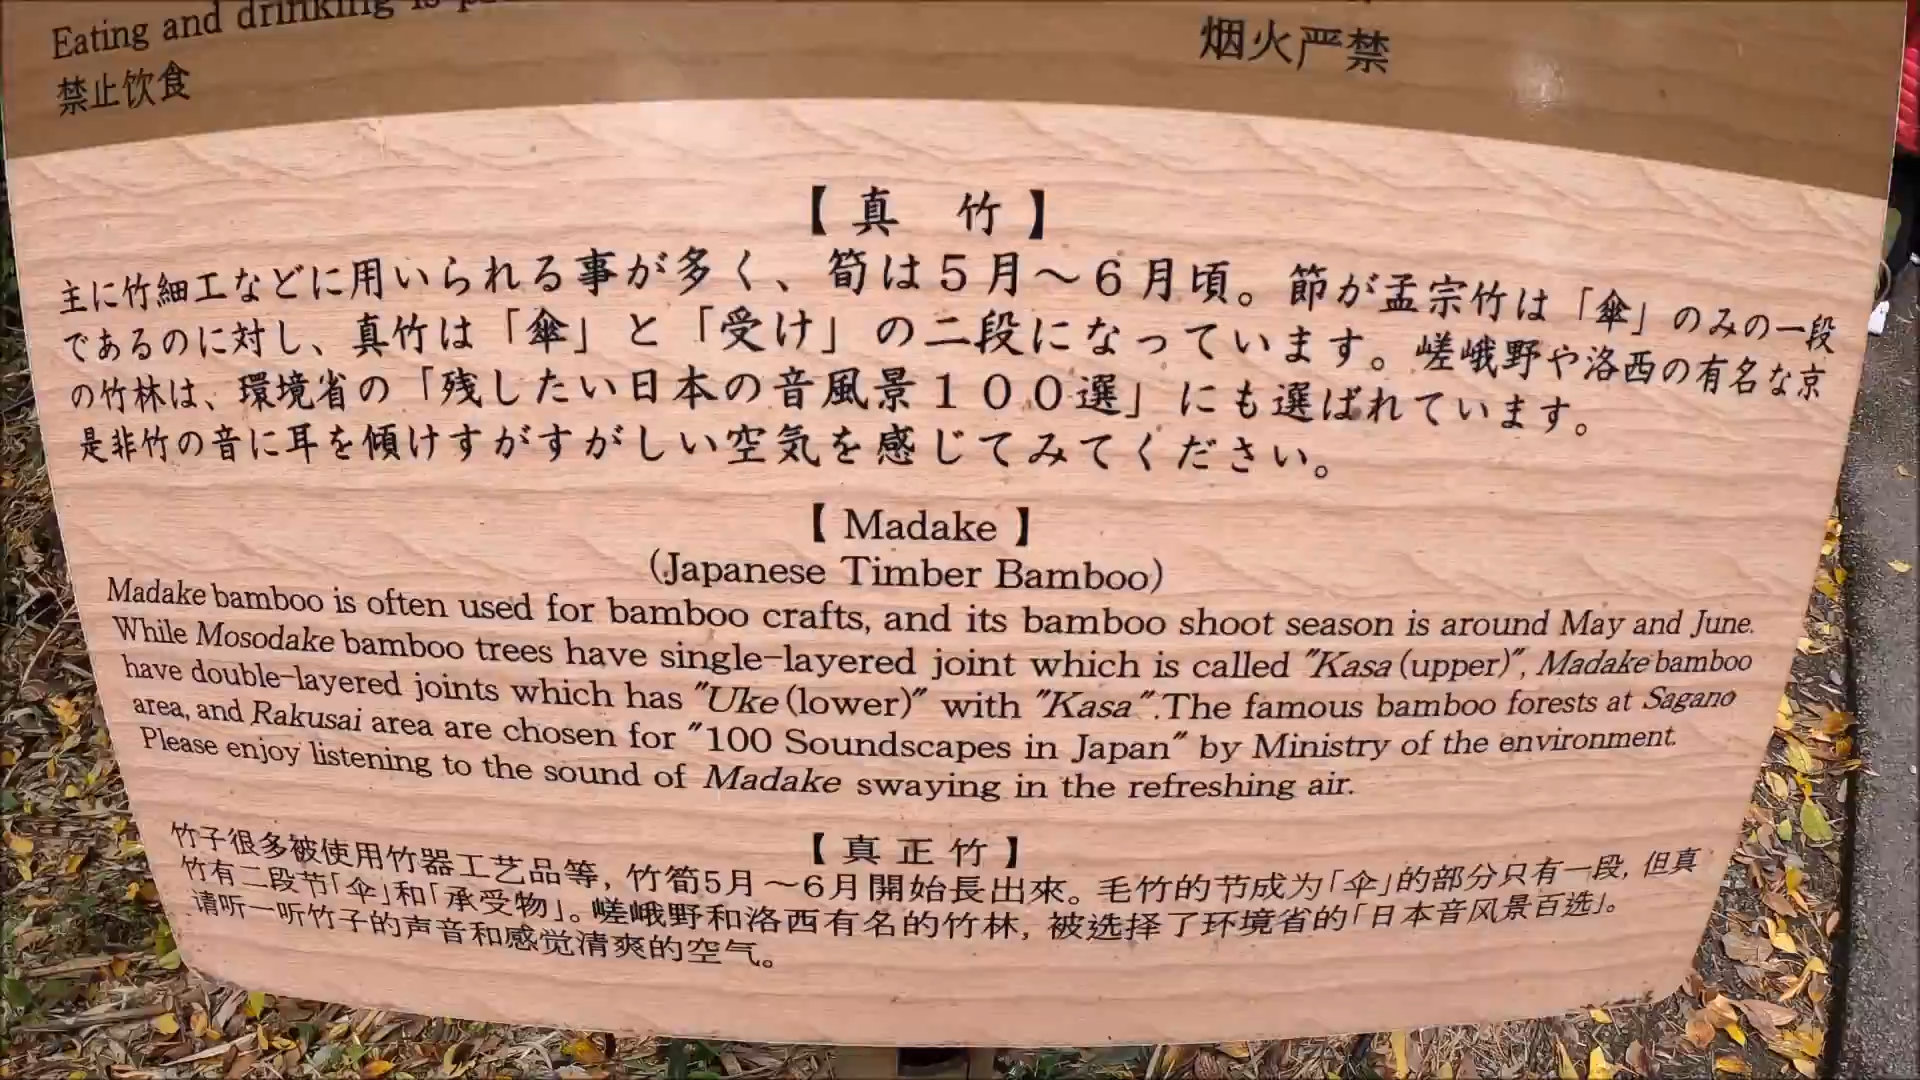 Eating and drinking is
禁止饮食
烟火严禁
【 真 竹 】
主に竹細工などに用いられる事が多く、筍は５月～６月頃。節が孟宗竹は「傘」のみの一段
であるのに対し、真竹は「傘」と「受け」の二段になっています。嵯峨野や洛西の有名な京
の竹林は、環境省の「残したい日本の音風景１００選」にも選ばれています。
是非竹の音に耳を傾けすがすがしい空気を感じてみてください。
【 Madake 】
(Japanese Timber Bamboo)
Madake bamboo is often used for bamboo crafts, and its bamboo shoot season is around May and June.
While Mosodake bamboo trees have single-layered joint which is called "Kasa (upper)", Madake bamboo
have double-layered joints which has "Uke (lower)" with "Kasa".The famous bamboo forests at Sagano
area, and Rakusai area are chosen for "100 Soundscapes in Japan" by Ministry of the environment.
Please enjoy listening to the sound of Madake swaying in the refreshing air.
【 真 正 竹 】
竹子很多被使用竹器工艺品等, 竹筍5月～6月開始長出來。毛竹的节成为「伞」的部分只有一段, 但真
竹有二段节「伞」和「承受物」。嵯峨野和洛西有名的竹林, 被选择了环境省的「日本音风景百选」。
请听一听竹子的声音和感觉清爽的空气。